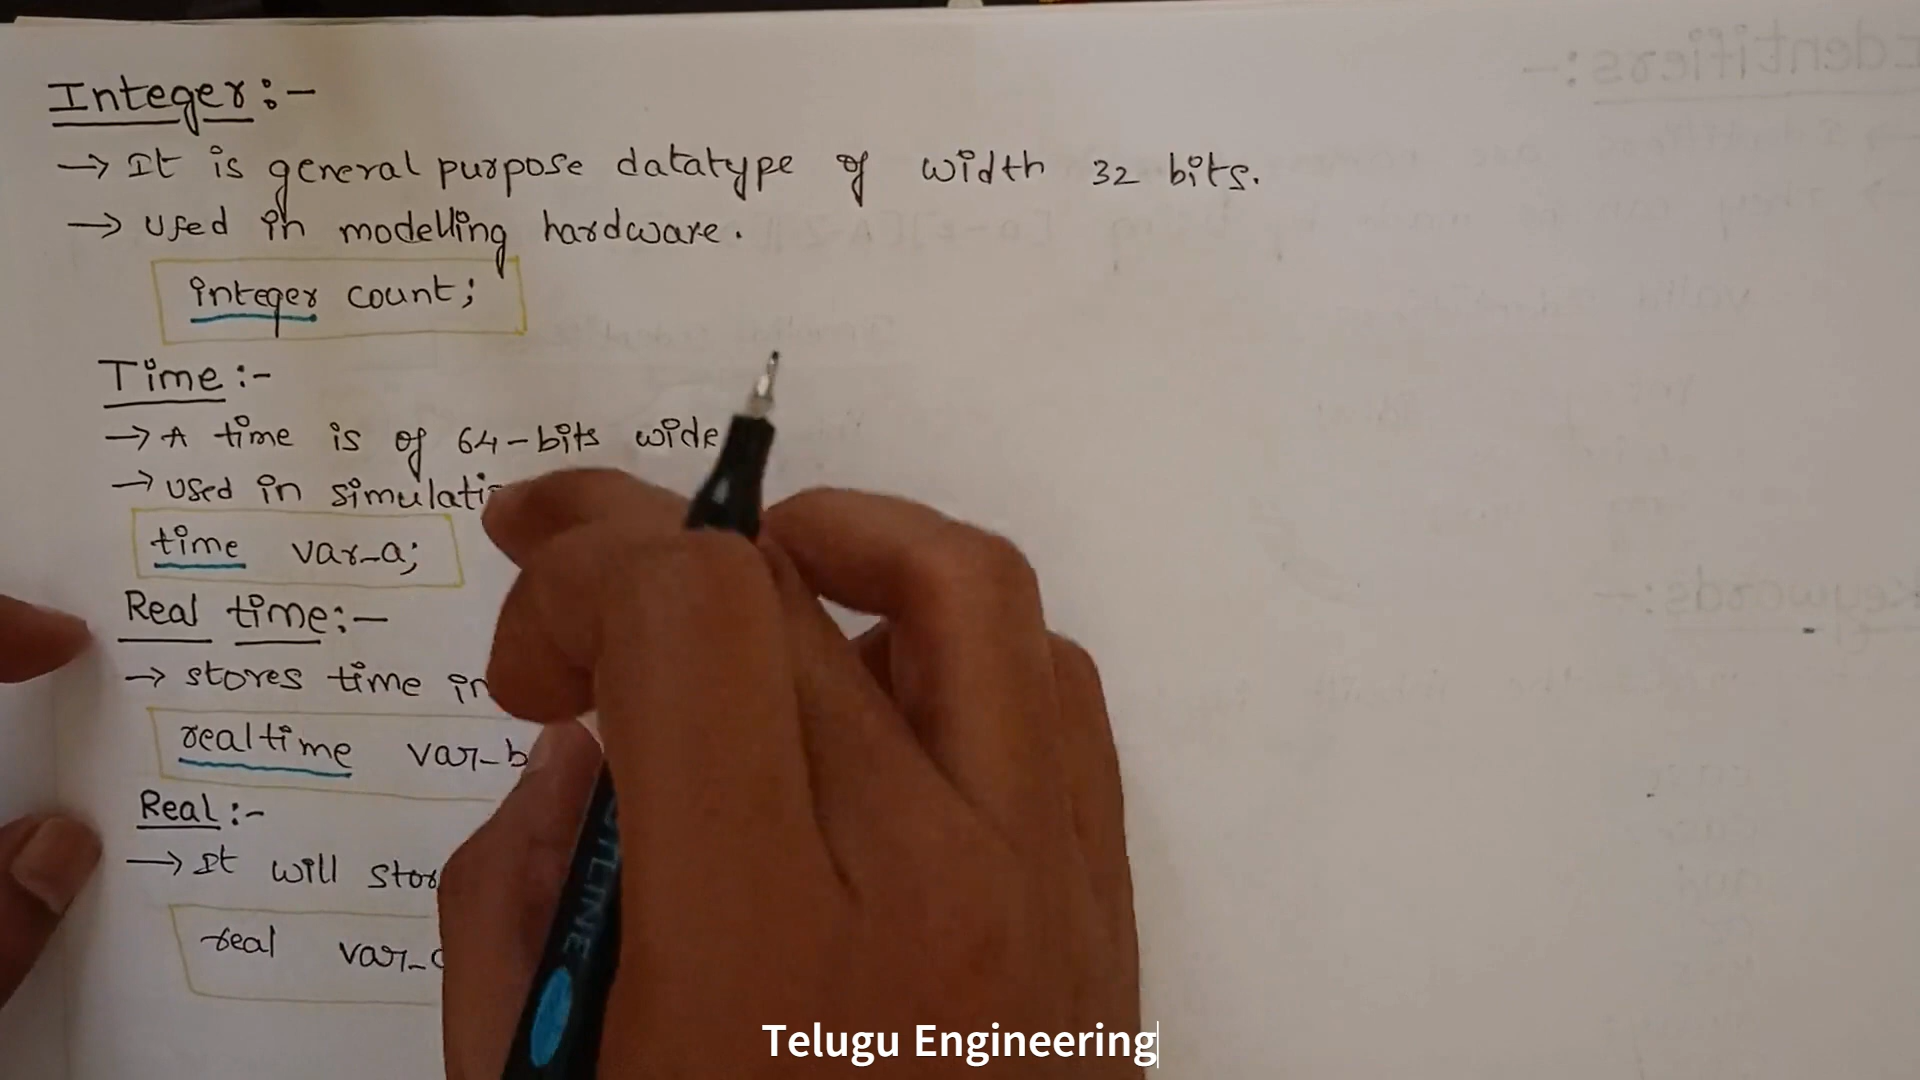 Integer:-
→ It is general purpose datatype of width 32 bits.
→ used in modelling hardware.
integer count;
Time:-
→ A time is of 64-bits wide
→ used in
time var_a;
Real time:-
→ stores time in
realtime var_b
Real:-
→ It will
real
Telugu Engineering